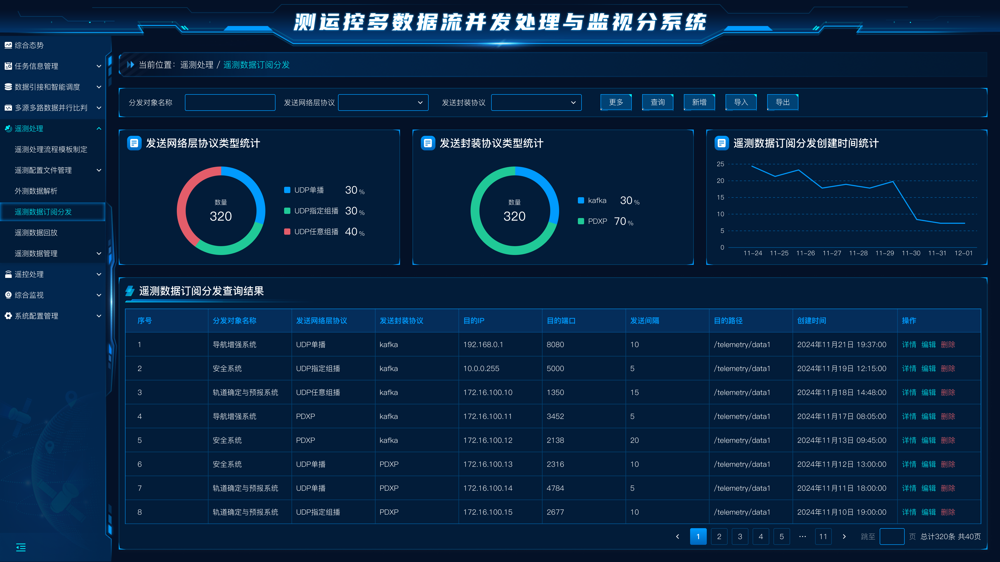 测运控多数据流并发处理与监视分系统
综合态势
任务信息管理
数据引接和智能调度
多源多路数据并行比判
遥测处理
遥测处理流程模板制定
遥测配置文件管理
外测数据解析
遥测数据订阅分发
遥测数据回放
遥测数据管理
遥控处理
综合监视
系统配置管理
当前位置： 遥测处理 / 遥测数据订阅分发
分发对象名称 发送网络层协议 发送封装协议 更多 查询 新增 导入 导出
发送网络层协议类型统计
数量
320
UDP单播 30 %
UDP指定组播 30 %
UDP任意组播 40 %
发送封装协议类型统计
数量
320
kafka 30 %
PDXP 70 %
遥测数据订阅分发创建时间统计
25
20
15
10
5
0
11-24 11-25 11-26 11-27 11-28 11-29 11-30 11-31 12-01
遥测数据订阅分发查询结果
序号 分发对象名称 发送网络层协议 发送封装协议 目的IP 目的端口 发送间隔 目的路径 创建时间 操作
1 导航增强系统 UDP单播 kafka 192.168.0.1 8080 10 /telemetry/data1 2024年11月21日 19:37:00 详情 编辑 删除
2 安全系统 UDP指定组播 kafka 10.0.0.255 5000 5 /telemetry/data1 2024年11月19日 12:15:00 详情 编辑 删除
3 轨道确定与预报系统 UDP任意组播 kafka 172.16.100.10 1350 15 /telemetry/data1 2024年11月18日 14:48:00 详情 编辑 删除
4 导航增强系统 PDXP kafka 172.16.100.11 3452 5 /telemetry/data1 2024年11月17日 08:05:00 详情 编辑 删除
5 安全系统 PDXP kafka 172.16.100.12 2138 20 /telemetry/data1 2024年11月13日 09:45:00 详情 编辑 删除
6 安全系统 UDP单播 PDXP 172.16.100.13 2316 10 /telemetry/data1 2024年11月12日 13:00:00 详情 编辑 删除
7 轨道确定与预报系统 UDP单播 PDXP 172.16.100.14 4784 5 /telemetry/data1 2024年11月11日 18:00:00 详情 编辑 删除
8 轨道确定与预报系统 UDP指定组播 PDXP 172.16.100.15 2677 10 /telemetry/data1 2024年11月10日 19:00:00 详情 编辑 删除
1 2 3 4 5 ··· 11 跳至 页 总计320条 共40页